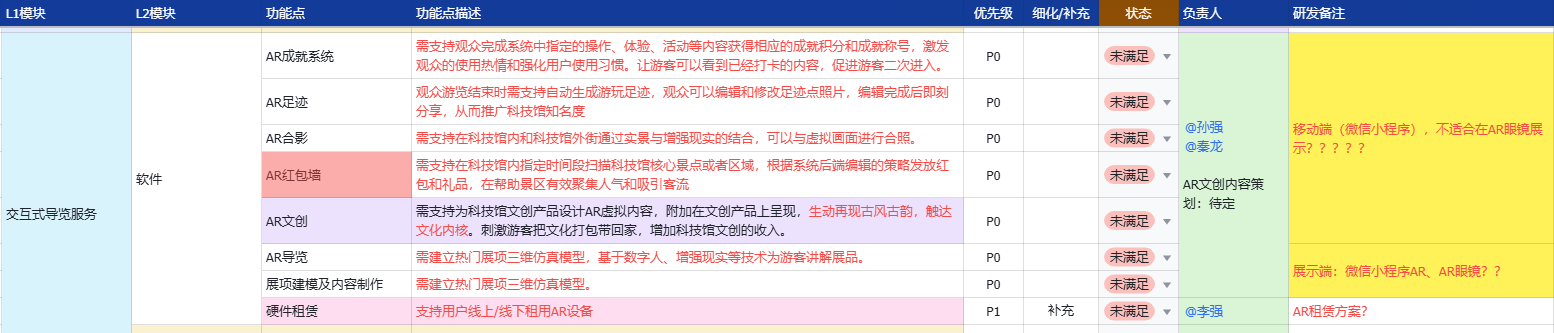 L1模块 L2模块 功能点 功能点描述 优先级 细化/补充 状态 负责人 研发备注
交互式导览服务
软件
AR成就系统
需支持观众完成系统中指定的操作、体验、活动等内容获得相应的成就积分和成就称号，激发
观众的使用热情和强化用户使用习惯。让游客可以看到已经打卡的内容，促进游客二次进入。
P0 未满足
AR足迹
观众游览结束时需支持自动生成游玩足迹，观众可以编辑和修改足迹点照片，编辑完成后即刻
分享，从而推广科技馆知名度
P0 未满足
AR合影
需支持在科技馆内和科技馆外街通过实景与增强现实的结合，可以与虚拟画面进行合照。
P0 未满足
AR红包墙
需支持在科技馆内指定时间段扫描科技馆核心景点或者区域，根据系统后端编辑的策略发放红
包和礼品，在帮助景区有效聚集人气和吸引客流
P0 未满足
AR文创
需支持为科技馆文创产品设计AR虚拟内容，附加在文创产品上呈现，生动再现古风古韵，触达
文化内核。刺激游客把文化打包带回家，增加科技馆文创的收入。
P0 未满足
AR导览
需建立热门展项三维仿真模型，基于数字人、增强现实等技术为游客讲解展品。
P0 未满足
展项建模及内容制作
需建立热门展项三维仿真模型。
P0 未满足
@孙强
@秦龙
AR文创内容策
划：待定
移动端（微信小程序），不适合在AR眼镜展
示？？？？？
展示端：微信小程序AR、AR眼镜？？
硬件租赁
支持用户线上/线下租用AR设备
P1 补充 未满足 @李强 AR租赁方案?